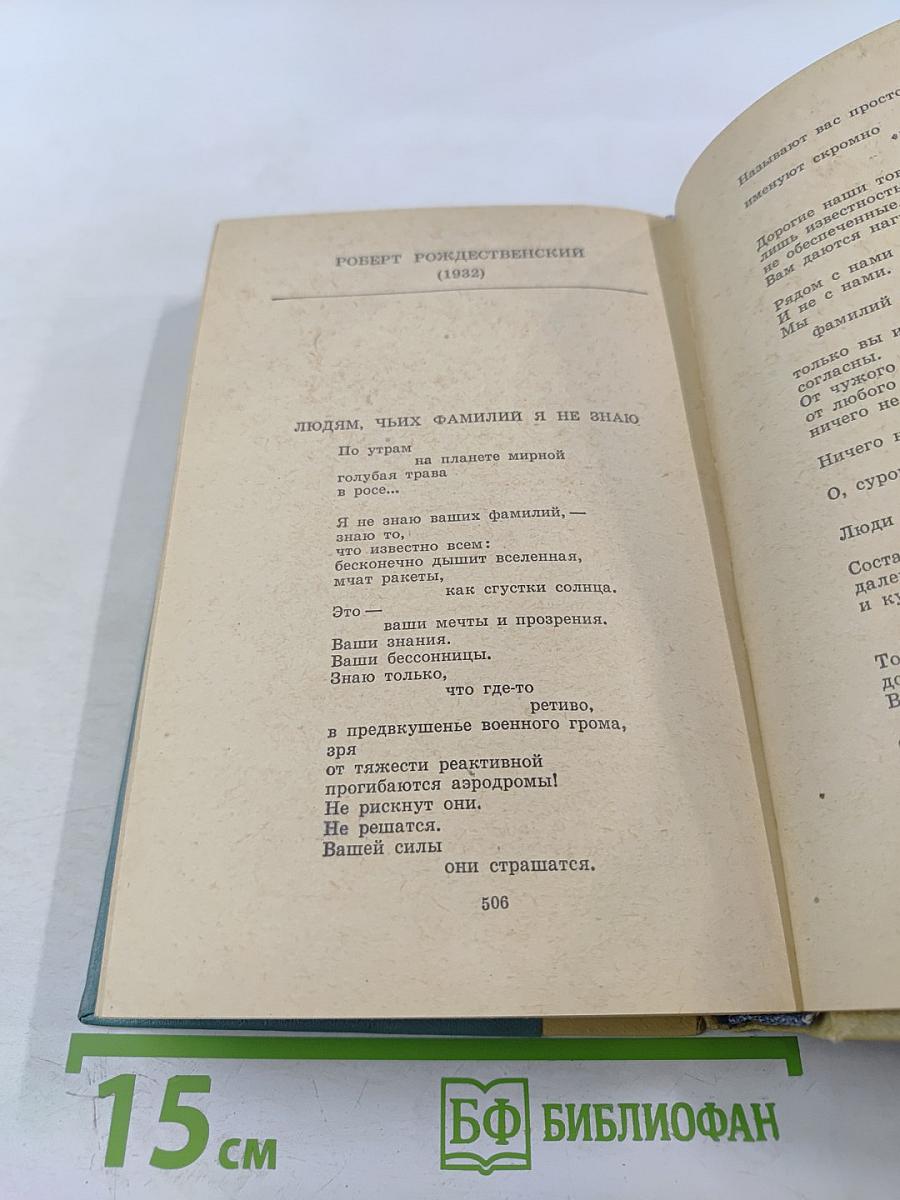 РОБЕРТ РОЖДЕСТВЕНСКИЙ
(1932)
ЛЮДЯМ, ЧЬИХ ФАМИЛИЙ Я НЕ ЗНАЮ
По утрам
на планете мирной
голубая трава
в росе...
Я не знаю ваших фамилий,—
знаю то,
что известно всем:
бесконечно дышит вселенная,
мчат ракеты,
как сгустки солнца.
Это —
ваши мечты и прозрения.
Ваши знания.
Ваши бессонницы.
Знаю только,
что где-то
ретиво,
в предвкушенье военного грома,
зря
от тяжести реактивной
прогибаются аэродромы!
Не рискнут они.
Не решатся.
Вашей силы
они страшатся.
506
Называют вас
именуют скромно
Дорогие наши
лишь
не обеспеченные
Вам даются
Рядом с нами
И не с нами.
Мы фамилий
только вы
согласны.
От чужого
от любого
ничего не
Ничего
О,
Люди
и
15 см
БФ БИБЛИОФАН